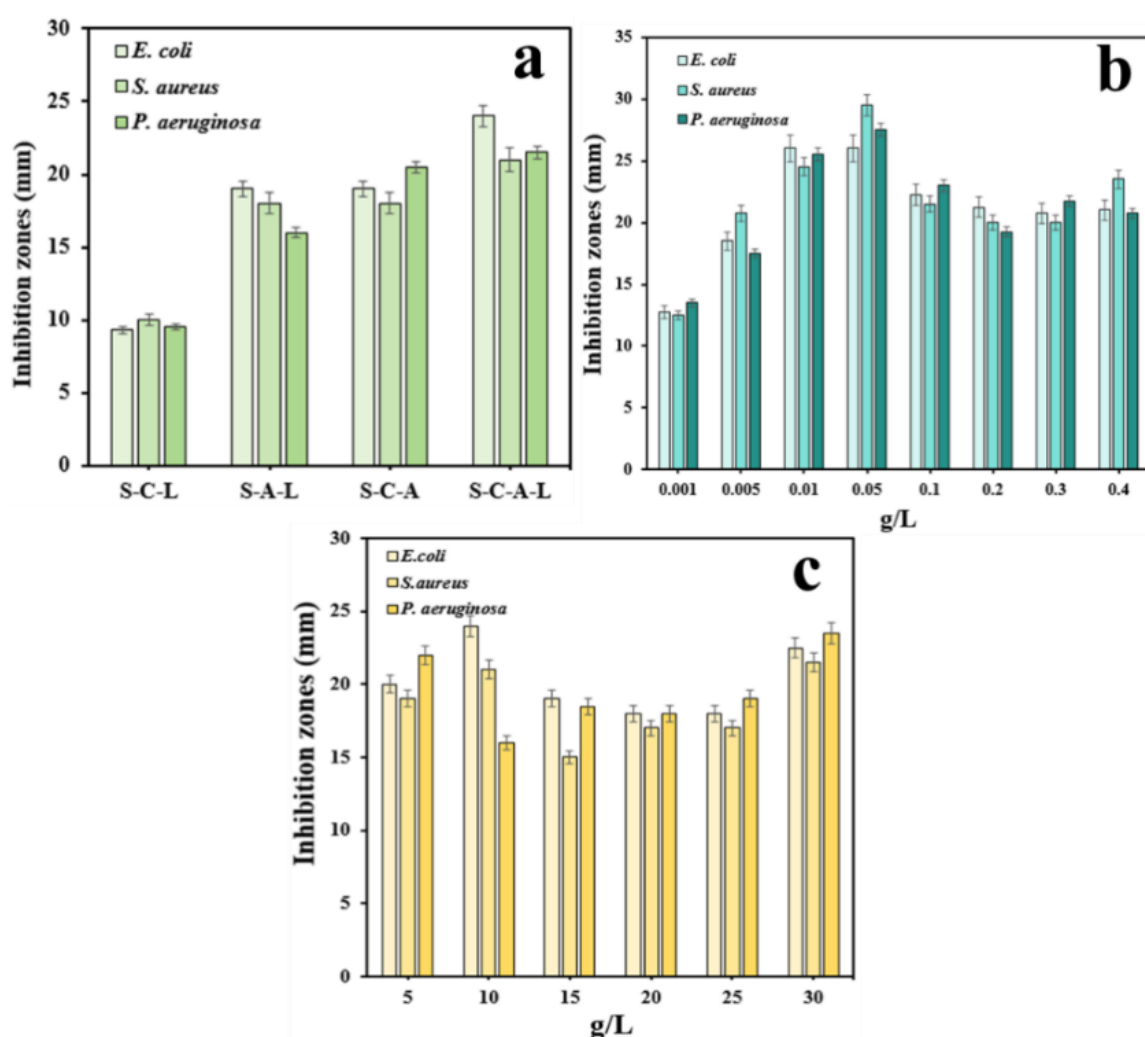 a
Inhibition zones (mm)
30
25
20
15
10
5
0
E. coli
S. aureus
P. aeruginosa
S-C-L S-A-L S-C-A S-C-A-L
b
Inhibition zones (mm)
35
30
25
20
15
10
5
0
E. coli
S. aureus
P. aeruginosa
0.001 0.005 0.01 0.05 0.1 0.2 0.3 0.4
g/L
c
Inhibition zones (mm)
30
25
20
15
10
5
0
E.coli
S.aureus
P. aeruginosa
5 10 15 20 25 30
g/L